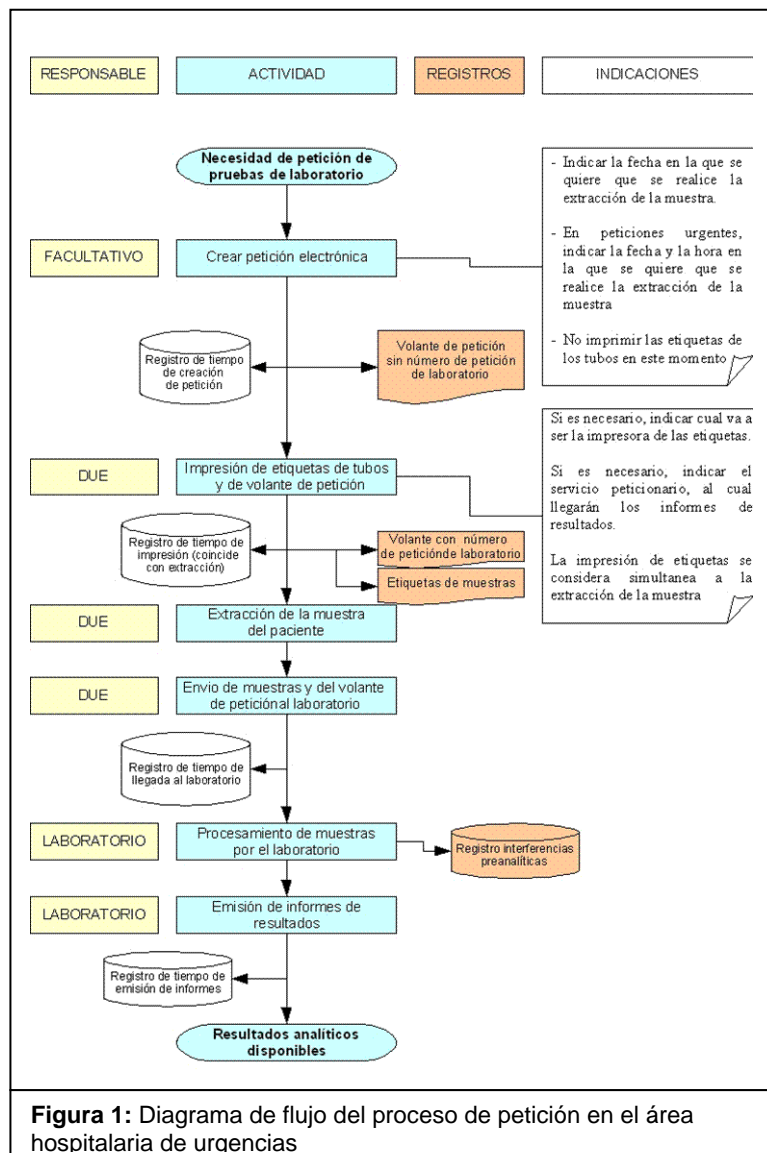 RESPONSABLE
ACTIVIDAD
REGISTROS
INDICACIONES
Necesidad de petición de
pruebas de laboratorio
- Indicar la fecha en la que se
quiere que se realice la
extracción de la muestra.
- En peticiones urgentes,
indicar la fecha y la hora en
la que se quiere que se
realice la extracción de la
muestra
- No imprimir las etiquetas de
los tubos en este momento
FACULTATIVO
Crear petición electrónica
Registro de tiempo
de creación
de petición
Volante de petición
sin número de petición
de laboratorio
Si es necesario, indicar cual va a
ser la impresora de las etiquetas.
Si es necesario, indicar el
servicio peticionario, al cual
llegarán los informes de
resultados.
La impresión de etiquetas se
considera simultanea a la
extracción de la muestra
DUE
Impresión de etiquetas de tubos
y de volante de petición
Registro de tiempo de
impresión (coincide
con extracción)
Volante con número
de peticiónde laboratorio
Etiquetas de muestras
DUE
Extracción de la muestra
del paciente
DUE
Envio de muestras y del volante
de peticiónal laboratorio
Registro de tiempo de
llegada al laboratorio
LABORATORIO
Procesamiento de muestras
por el laboratorio
Registro interferencias
preanalíticas
LABORATORIO
Emisión de informes de
resultados
Registro de tiempo de
emisión de informes
Resultados analíticos
disponibles
Figura 1: Diagrama de flujo del proceso de petición en el área
hospitalaria de urgencias